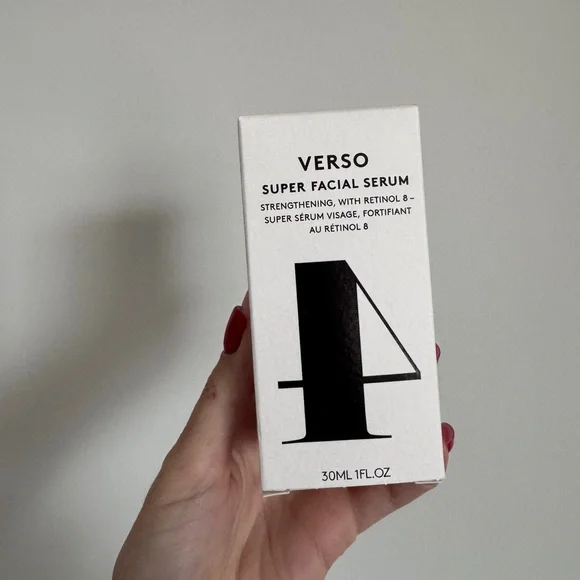 VERSO
SUPER FACIAL SERUM
STRENGTHENING, WITH RETINOL 8 –
SUPER SÉRUM VISAGE, FORTIFIANT
AU RÉTINOL 8
4
30ML 1FL.OZ